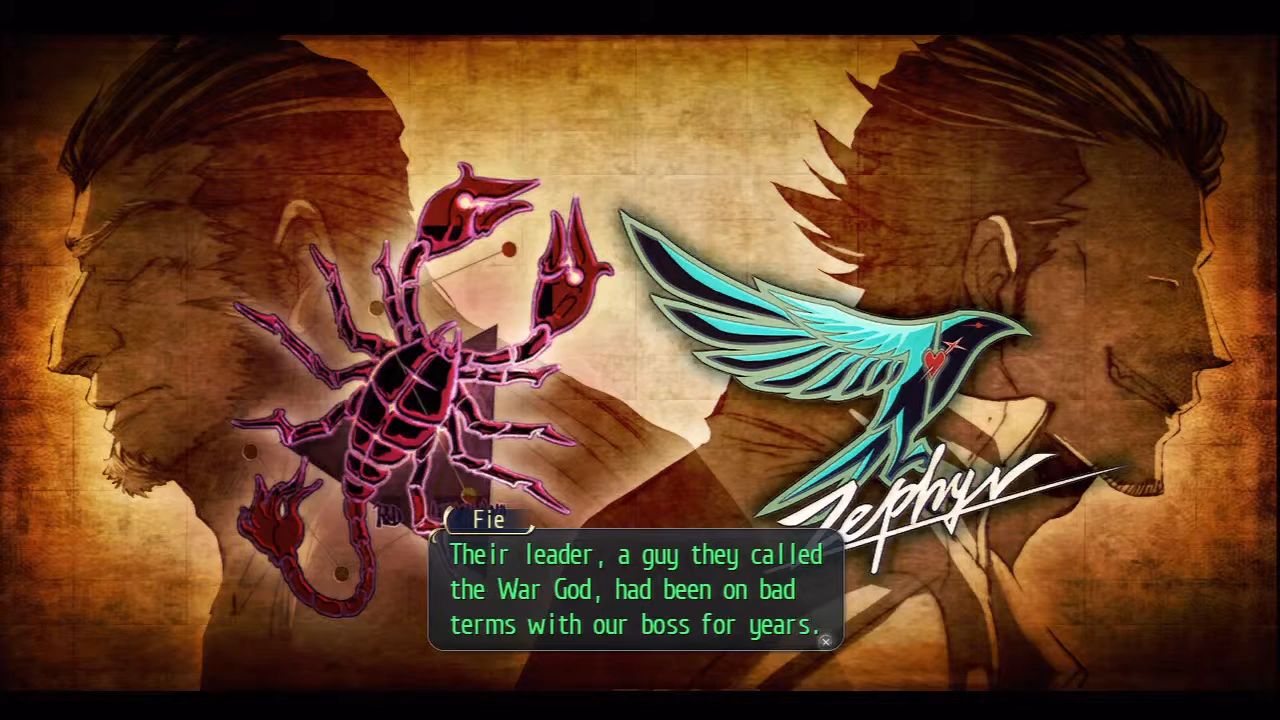 Zephyr
Fie
Their leader, a guy they called
the War God, had been on bad
terms with our boss for years.